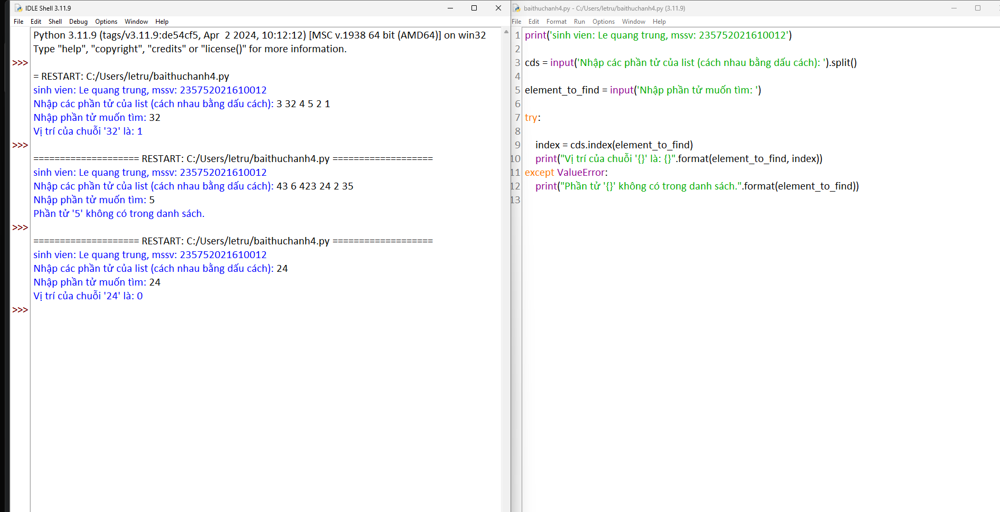 IDLE Shell 3.11.9
File Edit Shell Debug Options Window Help
Python 3.11.9 (tags/v3.11.9:de54cf5, Apr  2 2024, 10:12:12) [MSC v.1938 64 bit (AMD64)] on win32
Type "help", "copyright", "credits" or "license()" for more information.
>>>
= RESTART: C:/Users/letru/baithuchanh4.py
sinh vien: Le quang trung, mssv: 235752021610012
Nhập các phần tử của list (cách nhau bằng dấu cách): 3 32 4 5 2 1
Nhập phần tử muốn tìm: 32
Vị trí của chuỗi '32' là: 1
>>>
==================== RESTART: C:/Users/letru/baithuchanh4.py ===================
sinh vien: Le quang trung, mssv: 235752021610012
Nhập các phần tử của list (cách nhau bằng dấu cách): 43 6 423 24 2 35
Nhập phần tử muốn tìm: 5
Phần tử '5' không có trong danh sách.
>>>
==================== RESTART: C:/Users/letru/baithuchanh4.py ===================
sinh vien: Le quang trung, mssv: 235752021610012
Nhập các phần tử của list (cách nhau bằng dấu cách): 24
Nhập phần tử muốn tìm: 24
Vị trí của chuỗi '24' là: 0
>>>
baithuchanh4.py - C:/Users/letru/baithuchanh4.py (3.11.9)
File Edit Format Run Options Window Help
1 print('sinh vien: Le quang trung, mssv: 235752021610012')
2
3 cds = input('Nhập các phần tử của list (cách nhau bằng dấu cách): ').split()
4
5 element_to_find = input('Nhập phần tử muốn tìm: ')
6
7 try:
8
9     index = cds.index(element_to_find)
10     print("Vị trí của chuỗi '{}' là: {}".format(element_to_find, index))
11 except ValueError:
12     print("Phần tử '{}' không có trong danh sách.".format(element_to_find))
13